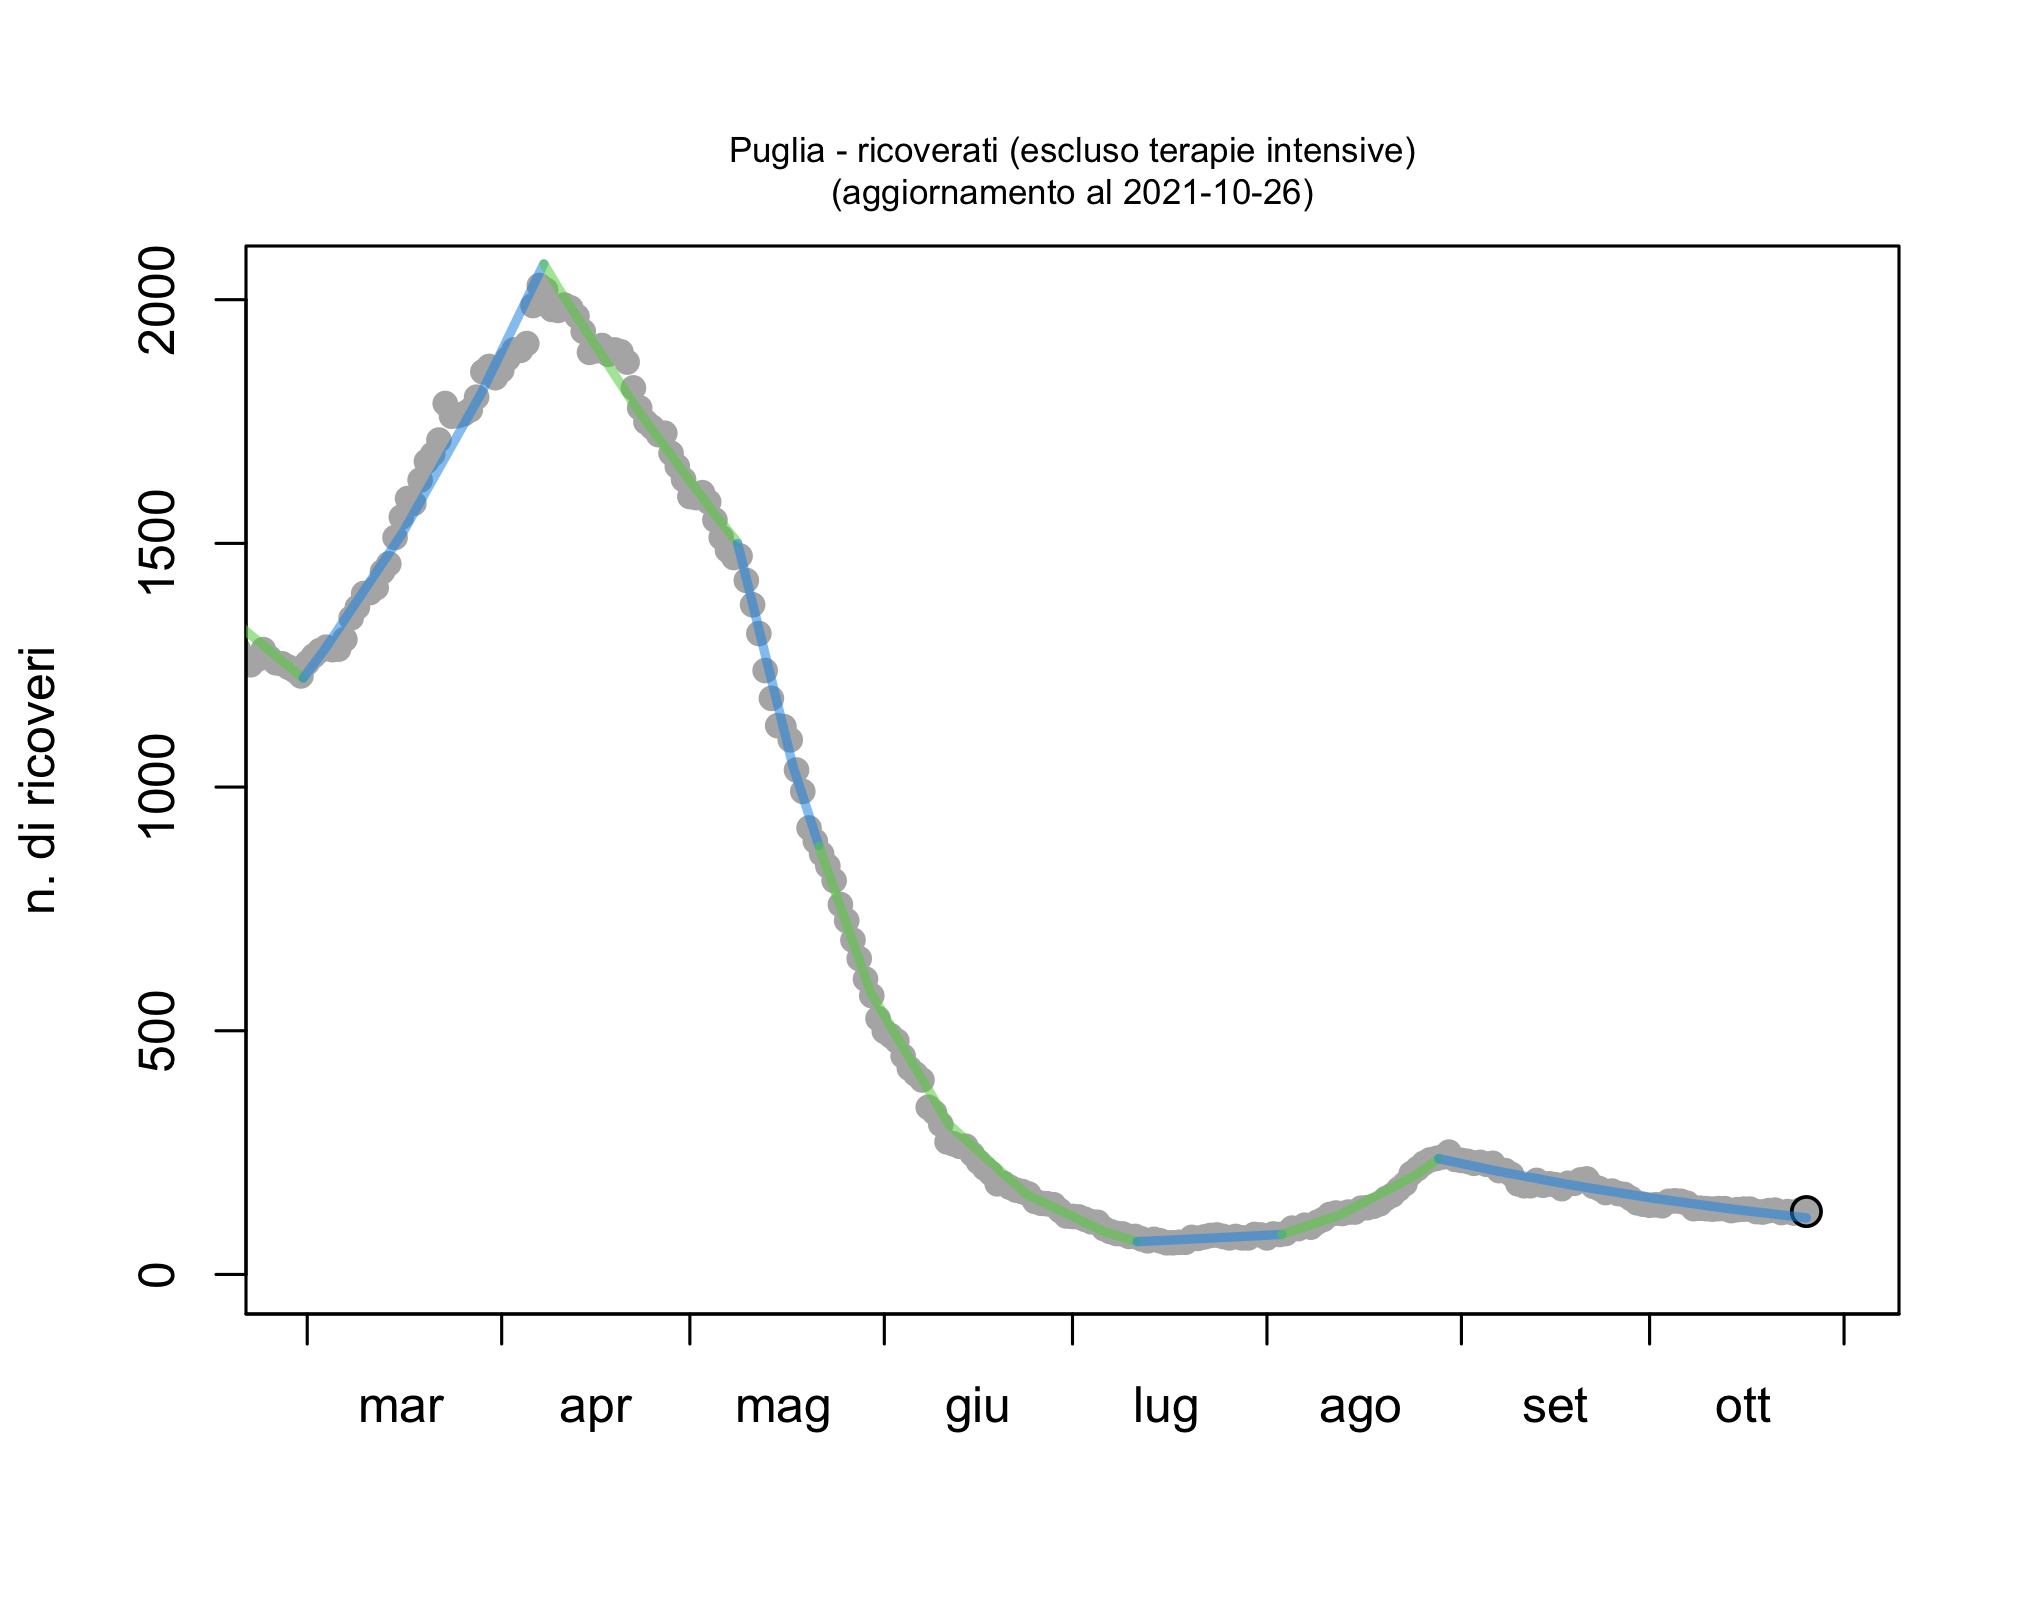 Puglia - ricoverati (escluso terapie intensive)
(aggiornamento al 2021-10-26)
n. di ricoveri
2000
1500
1000
500
0
mar apr mag giu lug ago set ott